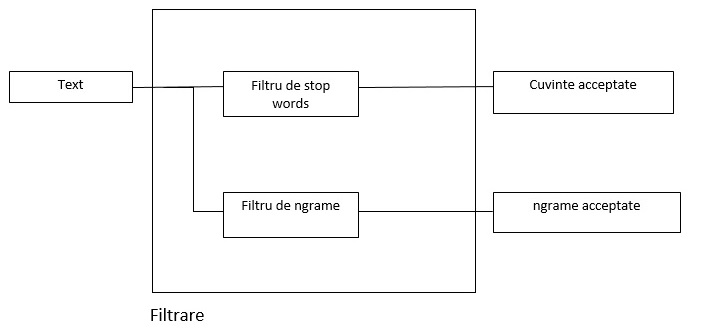 Text
Filtru de stop
words
Cuvinte acceptate
Filtru de ngrame
ngrame acceptate
Filtrare